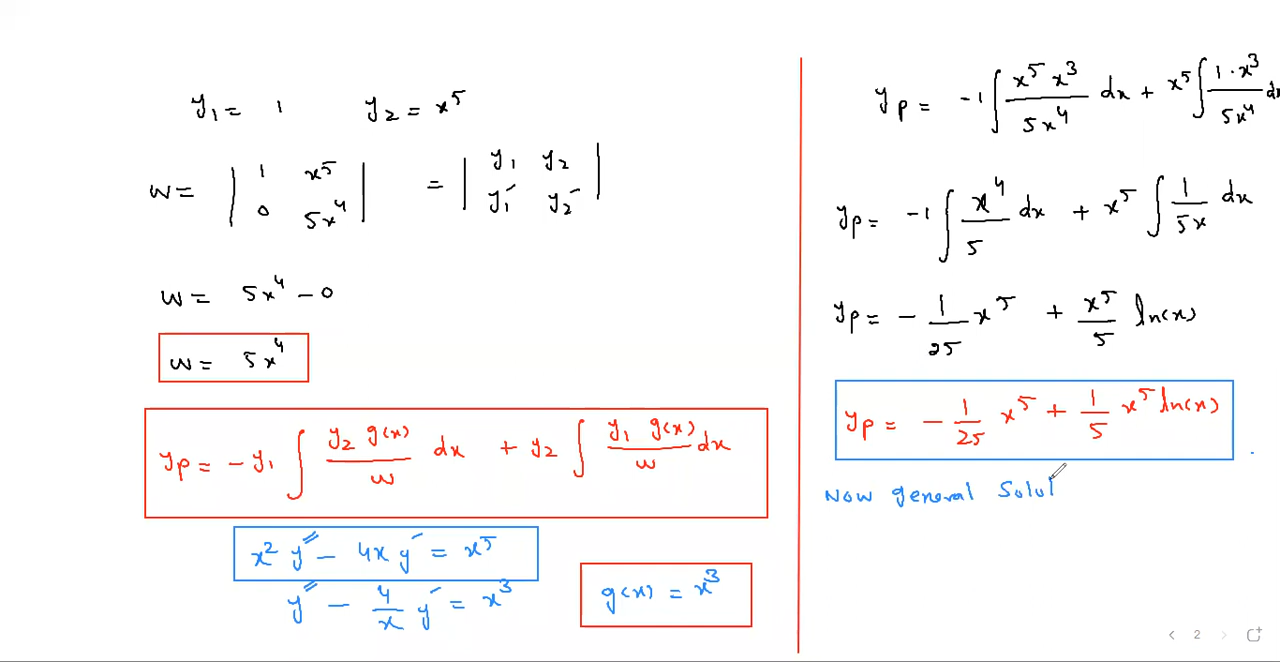 y₁ = 1 y₂ = x⁵
w = | 1 x⁵ | = | y₁ y₂ |
| 0 5x⁴ | | y₁′ y₂′ |
w = 5x⁴ − 0
w = 5x⁴
yp = −y₁ ∫ y₂ g(x)/w dx + y₂ ∫ y₁ g(x)/w dx
x² y″ − 4x y′ = x⁵
y″ − 4/x y′ = x³
g(x) = x³
yp = −1 ∫ x⁵ x³/5x⁴ dx + x⁵ ∫ 1·x³/5x⁴ dx
yp = −1 ∫ x⁴/5 dx + x⁵ ∫ 1/5x dx
yp = − 1/25 x⁵ + x⁵/5 ln(x)
yp = − 1/25 x⁵ + 1/5 x⁵ ln(x)
Now general Solut
2